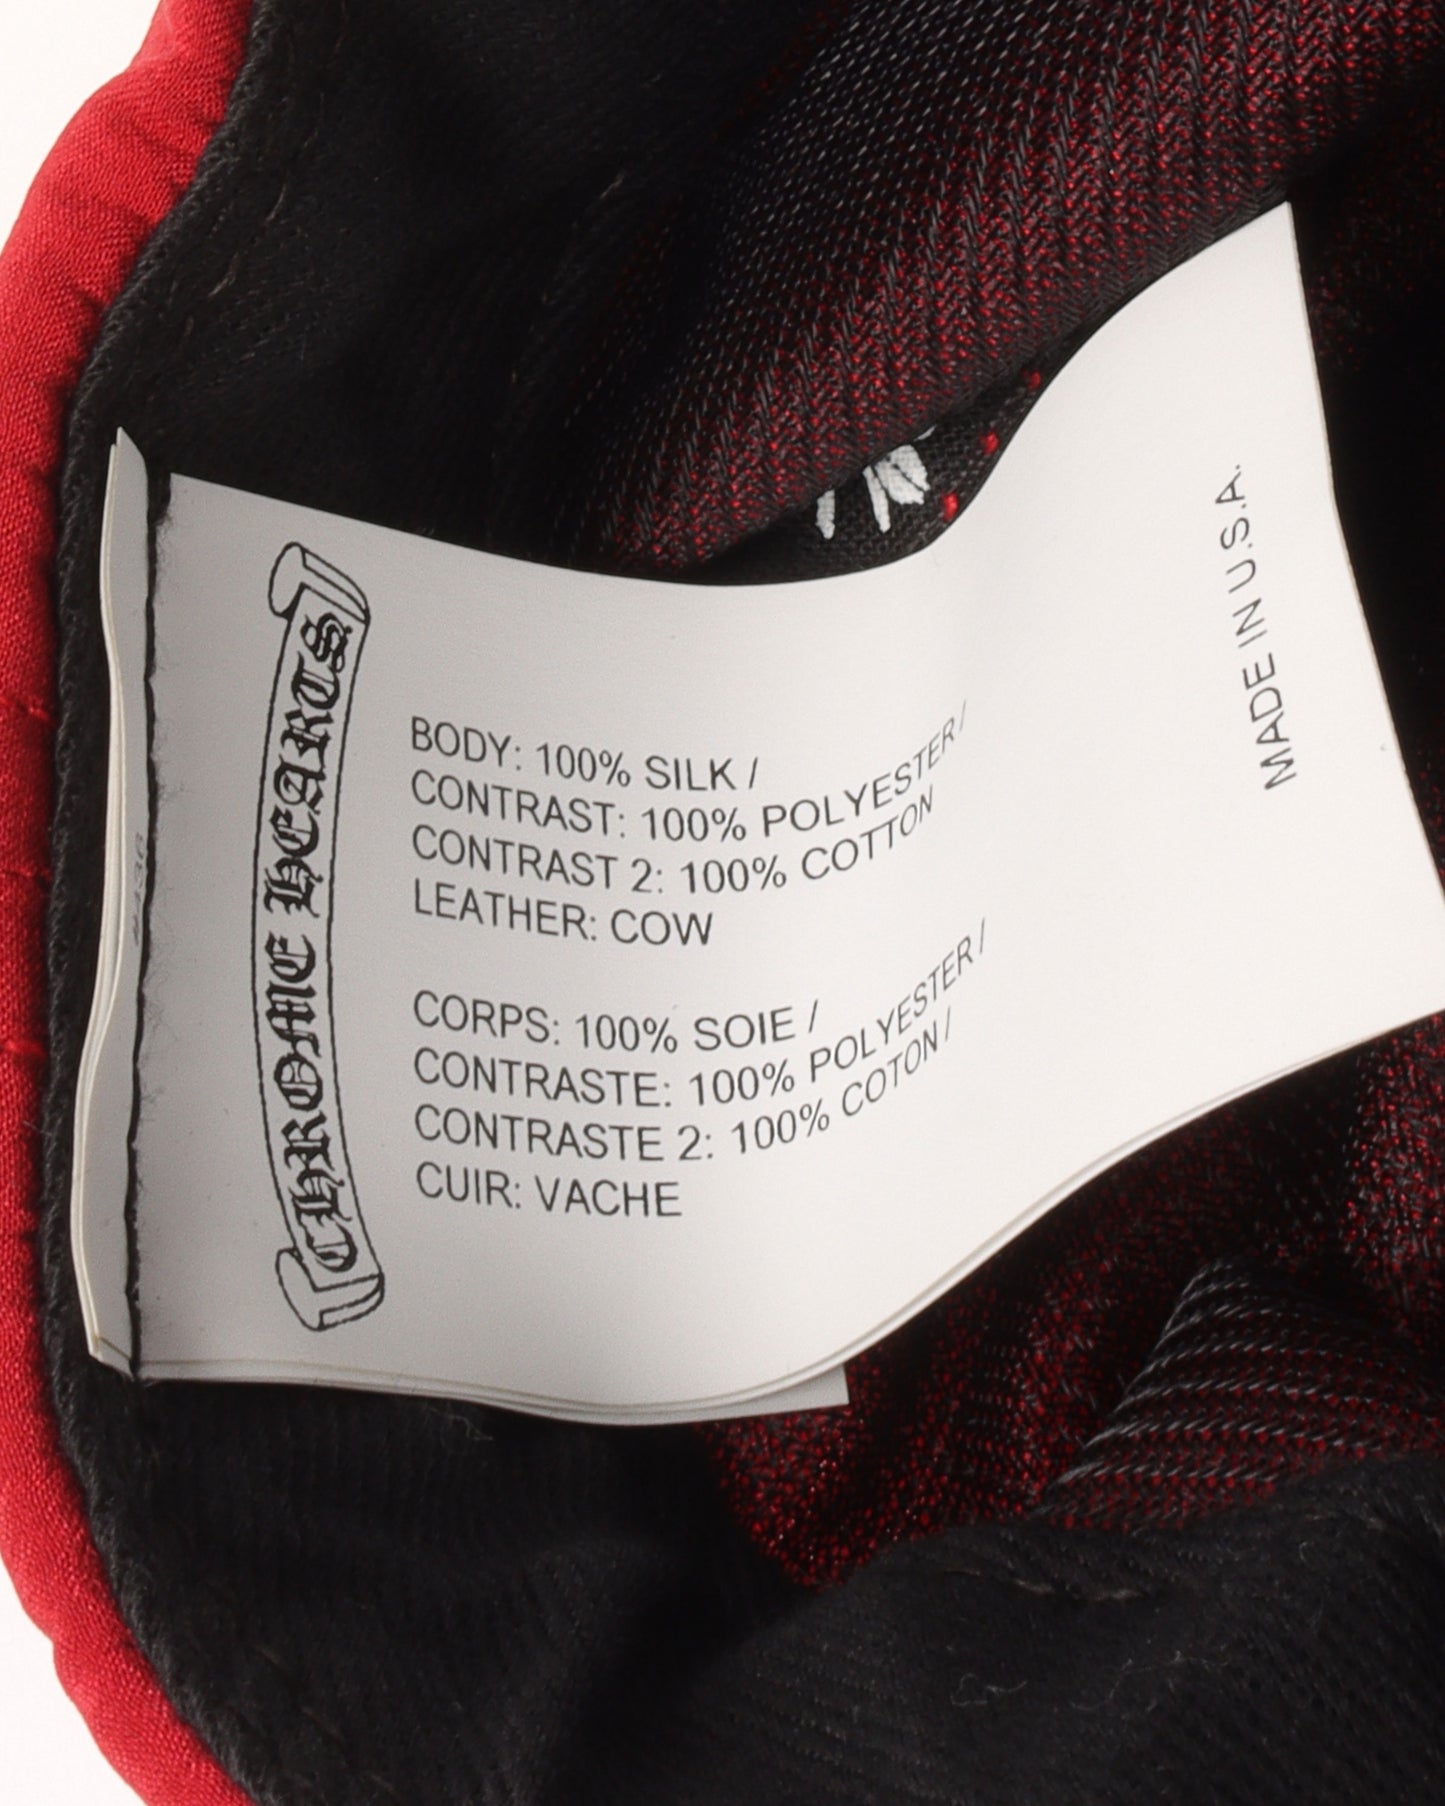 CHROME HEARTS
BODY: 100% SILK /
CONTRAST: 100% POLYESTER /
CONTRAST 2: 100% COTTON /
LEATHER: COW
CORPS: 100% SOIE /
CONTRASTE: 100% POLYESTER /
CONTRASTE 2: 100% COTON /
CUIR: VACHE
MADE IN U.S.A.